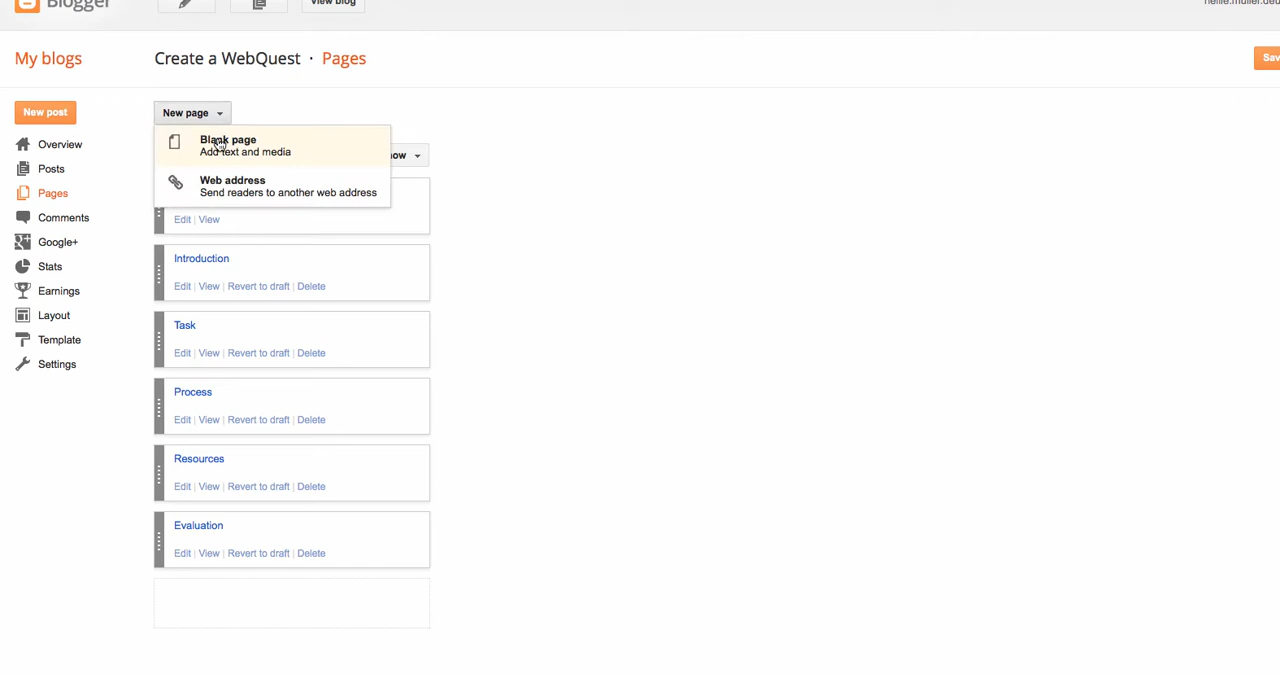 Blogger
View blog
My blogs
Create a WebQuest · Pages
New post
New page
Blank page
Add text and media
Web address
Send readers to another web address
Overview
Posts
Pages
Comments
Google+
Stats
Earnings
Layout
Template
Settings
Edit | View
Introduction
Edit | View | Revert to draft | Delete
Task
Edit | View | Revert to draft | Delete
Process
Edit | View | Revert to draft | Delete
Resources
Edit | View | Revert to draft | Delete
Evaluation
Edit | View | Revert to draft | Delete